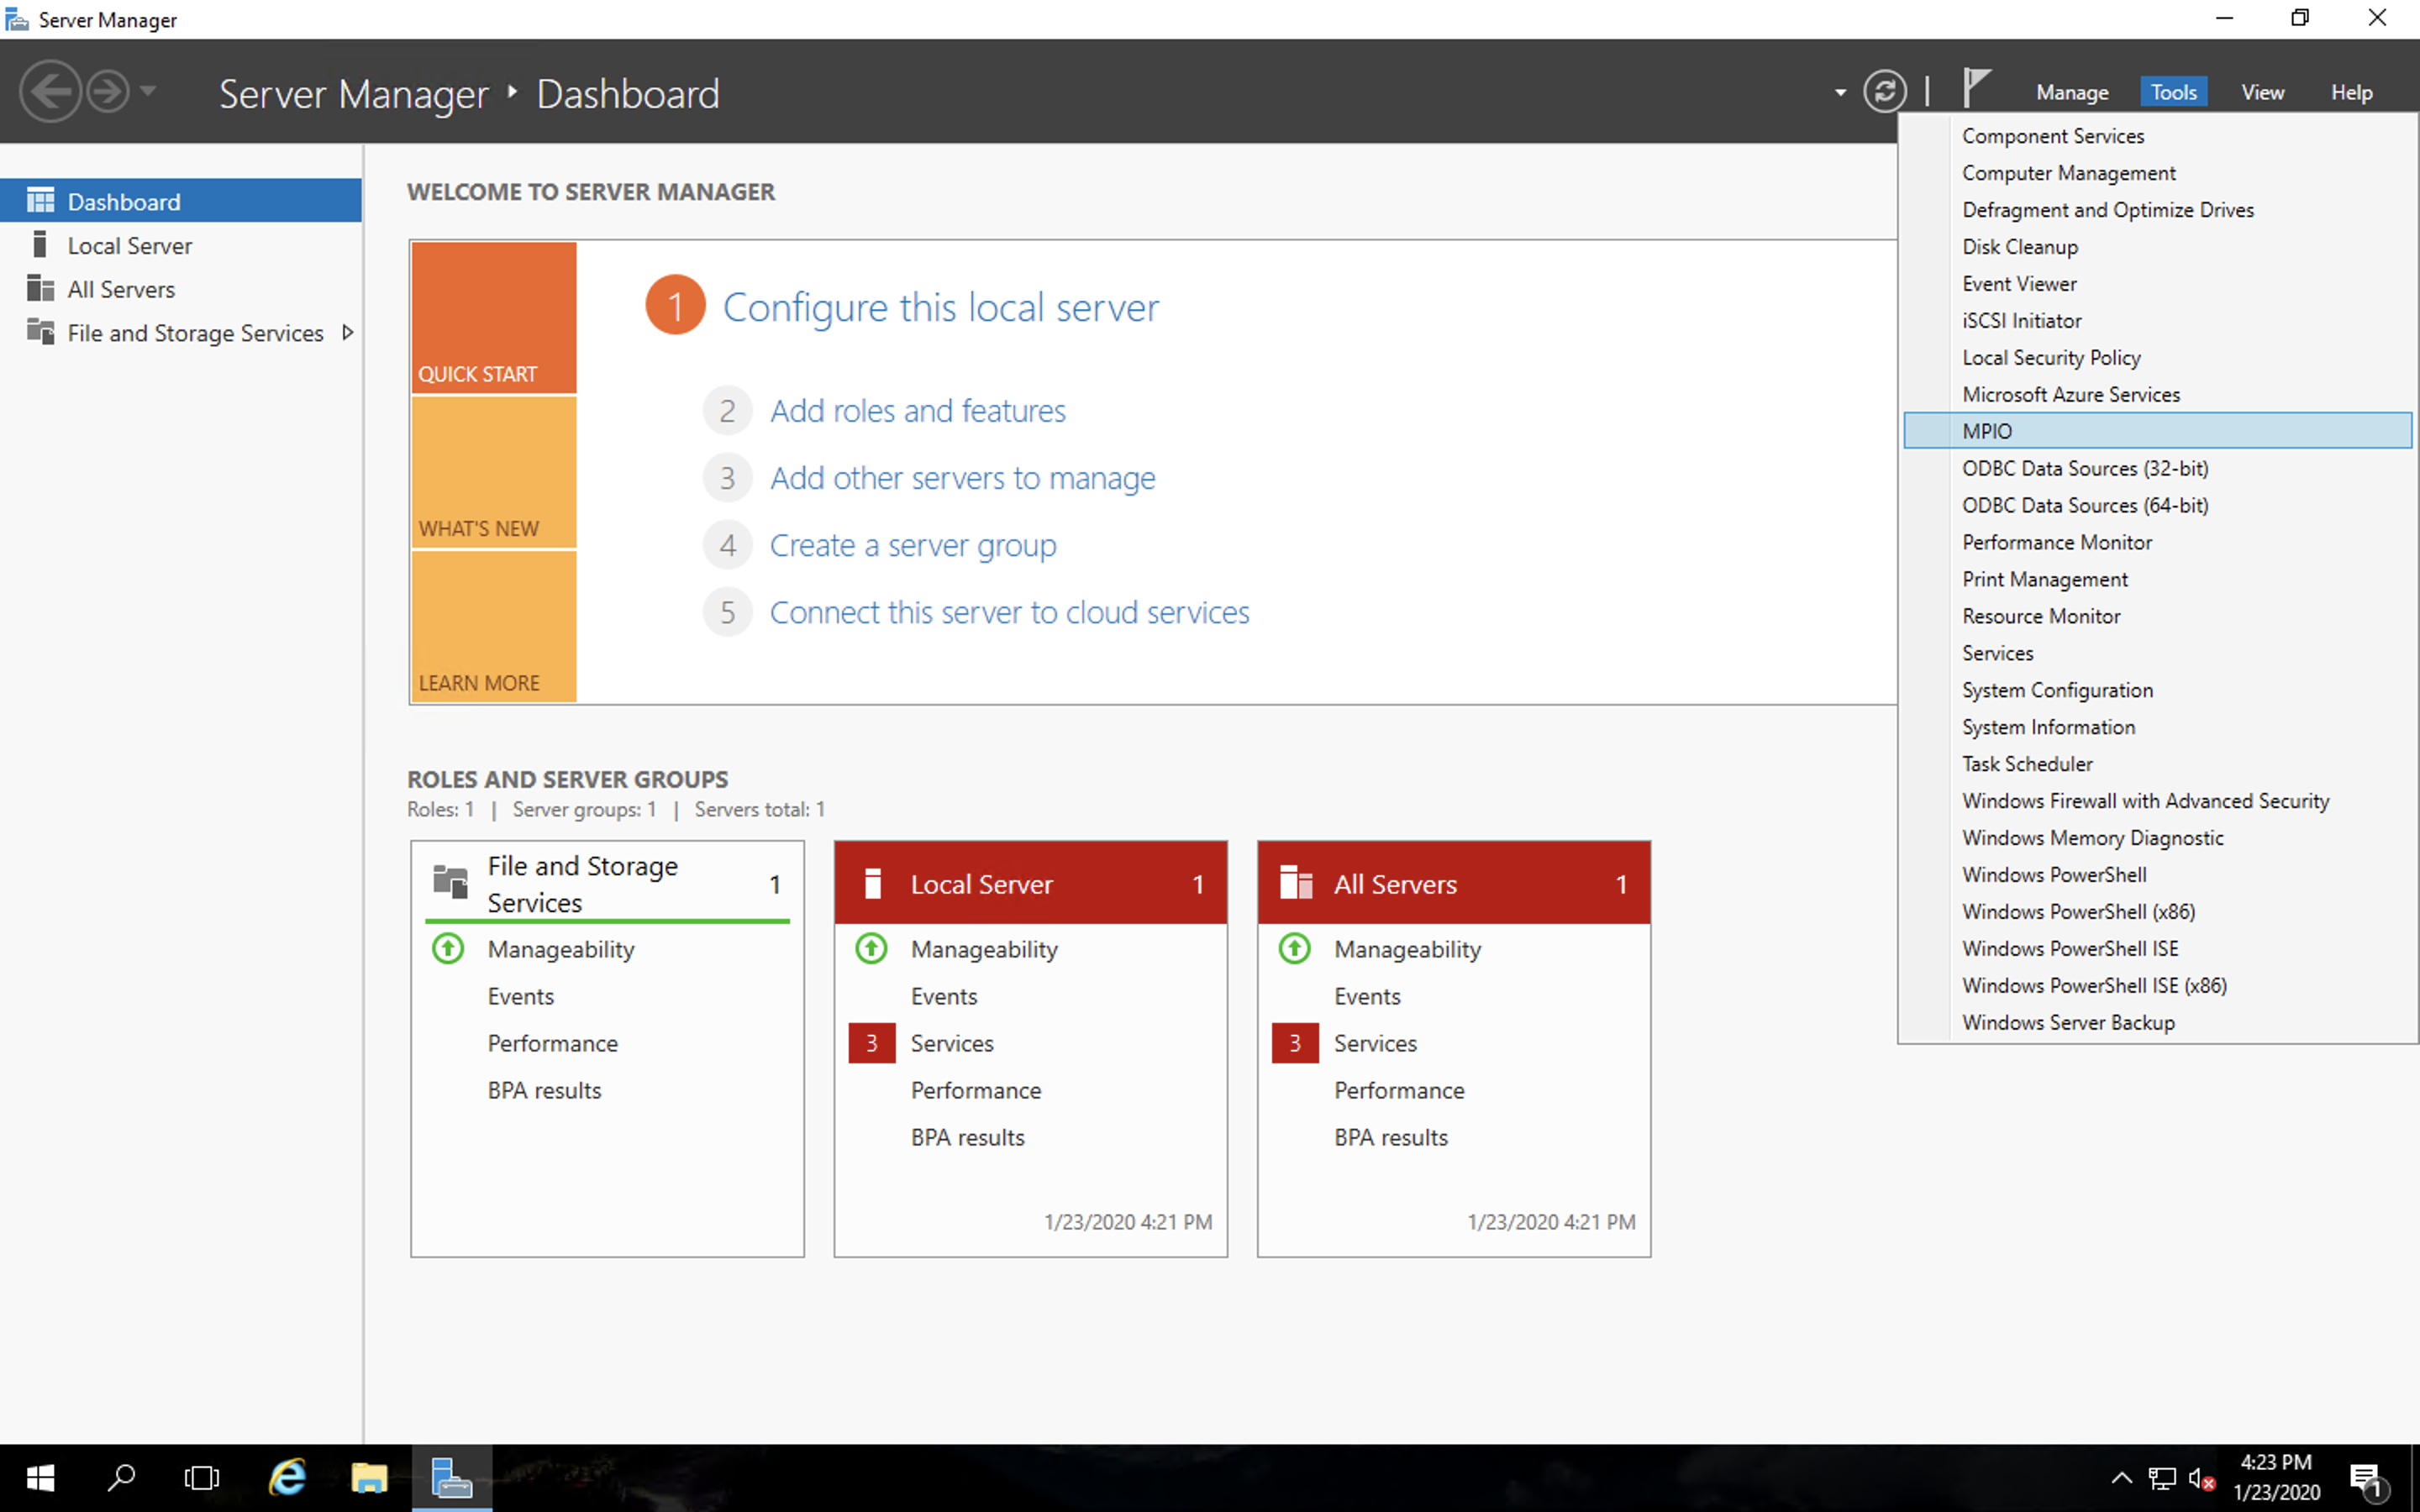 Server Manager
Server Manager ‣ Dashboard
Manage
Tools
View
Help
Dashboard
Local Server
All Servers
File and Storage Services
WELCOME TO SERVER MANAGER
QUICK START
WHAT'S NEW
LEARN MORE
1 Configure this local server
2 Add roles and features
3 Add other servers to manage
4 Create a server group
5 Connect this server to cloud services
ROLES AND SERVER GROUPS
Roles: 1 | Server groups: 1 | Servers total: 1
File and Storage
Services
1
Manageability
Events
Performance
BPA results
Local Server 1
Manageability
Events
3 Services
Performance
BPA results
1/23/2020 4:21 PM
All Servers 1
Manageability
Events
3 Services
Performance
BPA results
1/23/2020 4:21 PM
Component Services
Computer Management
Defragment and Optimize Drives
Disk Cleanup
Event Viewer
iSCSI Initiator
Local Security Policy
Microsoft Azure Services
MPIO
ODBC Data Sources (32-bit)
ODBC Data Sources (64-bit)
Performance Monitor
Print Management
Resource Monitor
Services
System Configuration
System Information
Task Scheduler
Windows Firewall with Advanced Security
Windows Memory Diagnostic
Windows PowerShell
Windows PowerShell (x86)
Windows PowerShell ISE
Windows PowerShell ISE (x86)
Windows Server Backup
4:23 PM
1/23/2020
1